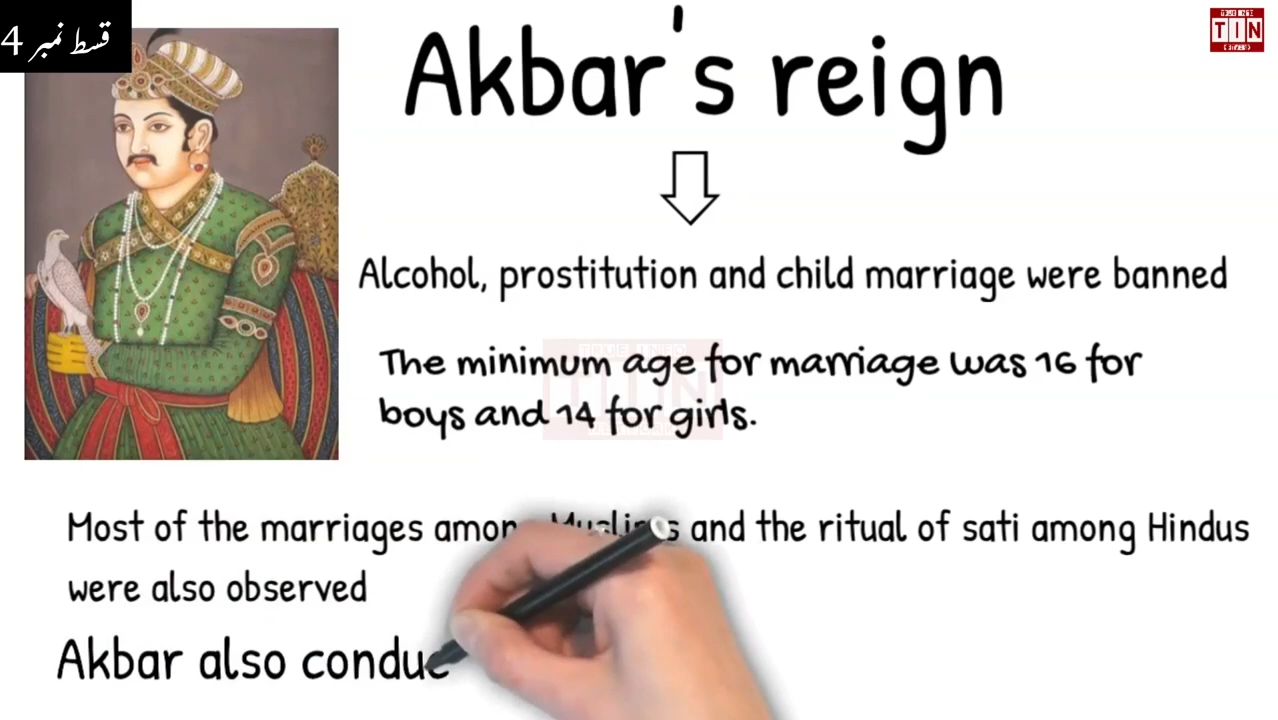 قسط نمبر 4
TIN
Akbar's reign
Alcohol, prostitution and child marriage were banned
The minimum age for marriage was 16 for
boys and 14 for girls.
Most of the marriages among Muslims and the ritual of sati among Hindus
were also observed
Akbar also conduc